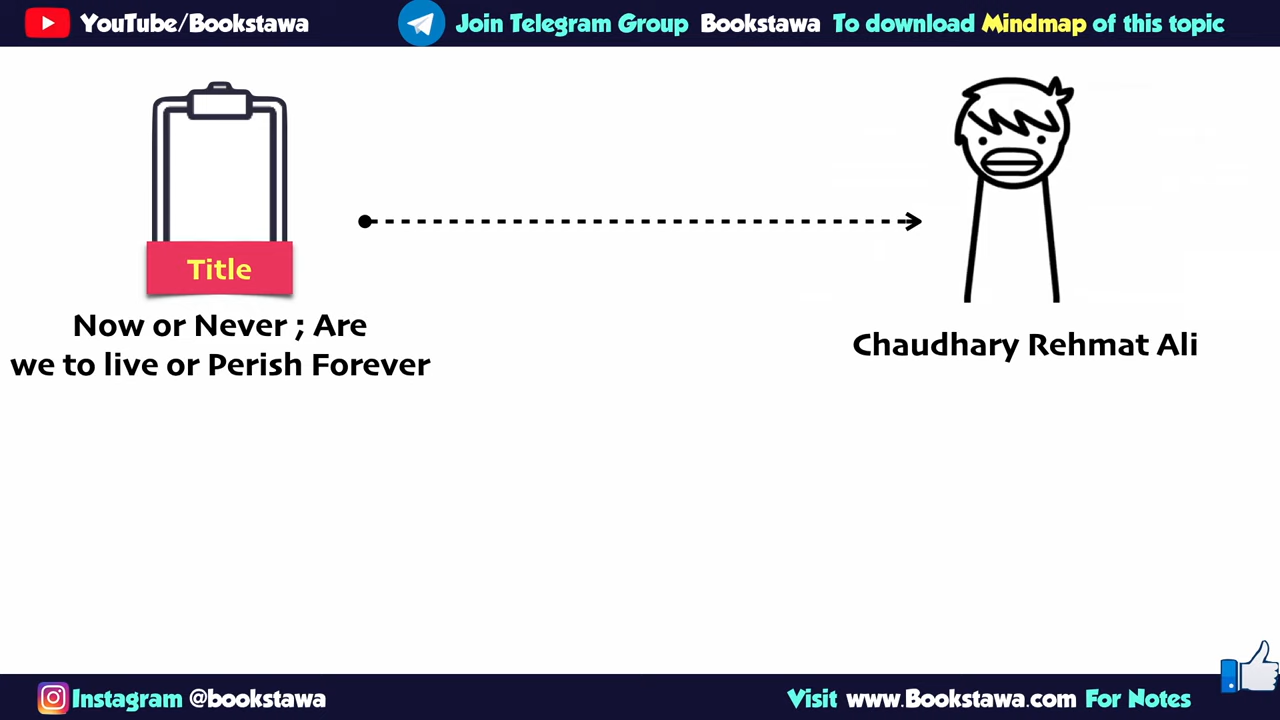 YouTube/Bookstawa
Join Telegram Group Bookstawa To download Mindmap of this topic
Title
Now or Never ; Are
we to live or Perish Forever
Chaudhary Rehmat Ali
Instagram @bookstawa
Visit www.Bookstawa.com For Notes